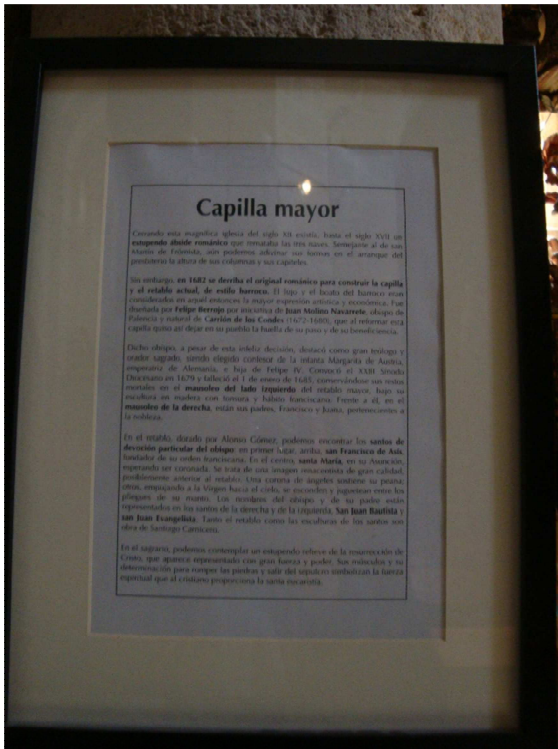 Capilla mayor
Cerrando esta magnífica iglesia del siglo XII existía, hasta el siglo XVII un
estupendo ábside románico que remataba las tres naves. Semejante al de san
Martín de Frómista, aún podemos adivinar sus formas en el arranque del
presbiterio la altura de sus columnas y sus capiteles.
Sin embargo, en 1682 se derriba el original románico para construir la capilla
y el retablo actual, de estilo barroco. El lujo y el boato del barroco eran
considerados en aquel entonces la mayor expresión artística y económica. Fue
diseñada por Felipe Berrojo por iniciativa de Juan Molino Navarrete, obispo de
Palencia y natural de Carrión de los Condes (1672-1680), que al reformar esta
capilla quiso así dejar en su pueblo la huella de su paso y de su beneficencia.
Dicho obispo, a pesar de esta infeliz decisión, destacó como gran teólogo y
orador sagrado, siendo elegido confesor de la infanta Margarita de Austria,
emperatriz de Alemania, e hija de Felipe IV. Convocó el XXIII Sínodo
Diocesano en 1679 y falleció el 1 de enero de 1685, conservándose sus restos
mortales en el mausoleo del lado izquierdo del retablo mayor, bajo su
escultura en madera con tonsura y hábito franciscano. Frente a él, en el
mausoleo de la derecha, están sus padres, Francisco y Juana, pertenecientes a
la nobleza.
En el retablo, dorado por Alonso Gómez, podemos encontrar los santos de
devoción particular del obispo: en primer lugar, arriba, san Francisco de Asís,
fundador de su orden franciscana. En el centro, santa María, en su Asunción,
esperando ser coronada. Se trata de una imagen renacentista de gran calidad,
posiblemente anterior al retablo. Una corona de ángeles sostiene su peana;
otros, empujando a la Virgen hacia el cielo, se esconden y juguetean entre los
pliegues de su manto. Los nombres del obispo y de su padre están
representados en los santos de la derecha y de la izquierda. San Juan Bautista y
san Juan Evangelista. Tanto el retablo como las esculturas de los santos son
obra de Santiago Carnicero.
En el sagrario, podemos contemplar un estupendo relieve de la resurrección de
Cristo, que aparece representado con gran fuerza y poder. Sus músculos y su
determinación para romper las piedras y salir del sepulcro simbolizan la fuerza
espiritual que al cristiano proporciona la santa eucaristía.